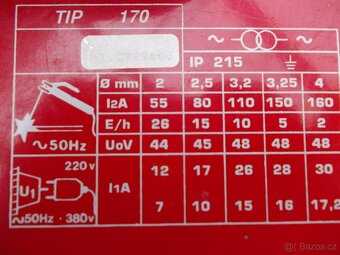 TIP 170
IP 215
Ø mm 2 2,5 3,2 3,25 4
I2A 55 80 110 150 160
E/h 26 15 10 5 2
~50Hz UoV 44 45 48 48 48
220v 12 17 26 28 30
U1 I1A
~50Hz 380v 7 10 15 16 17,2
Bazos.cz